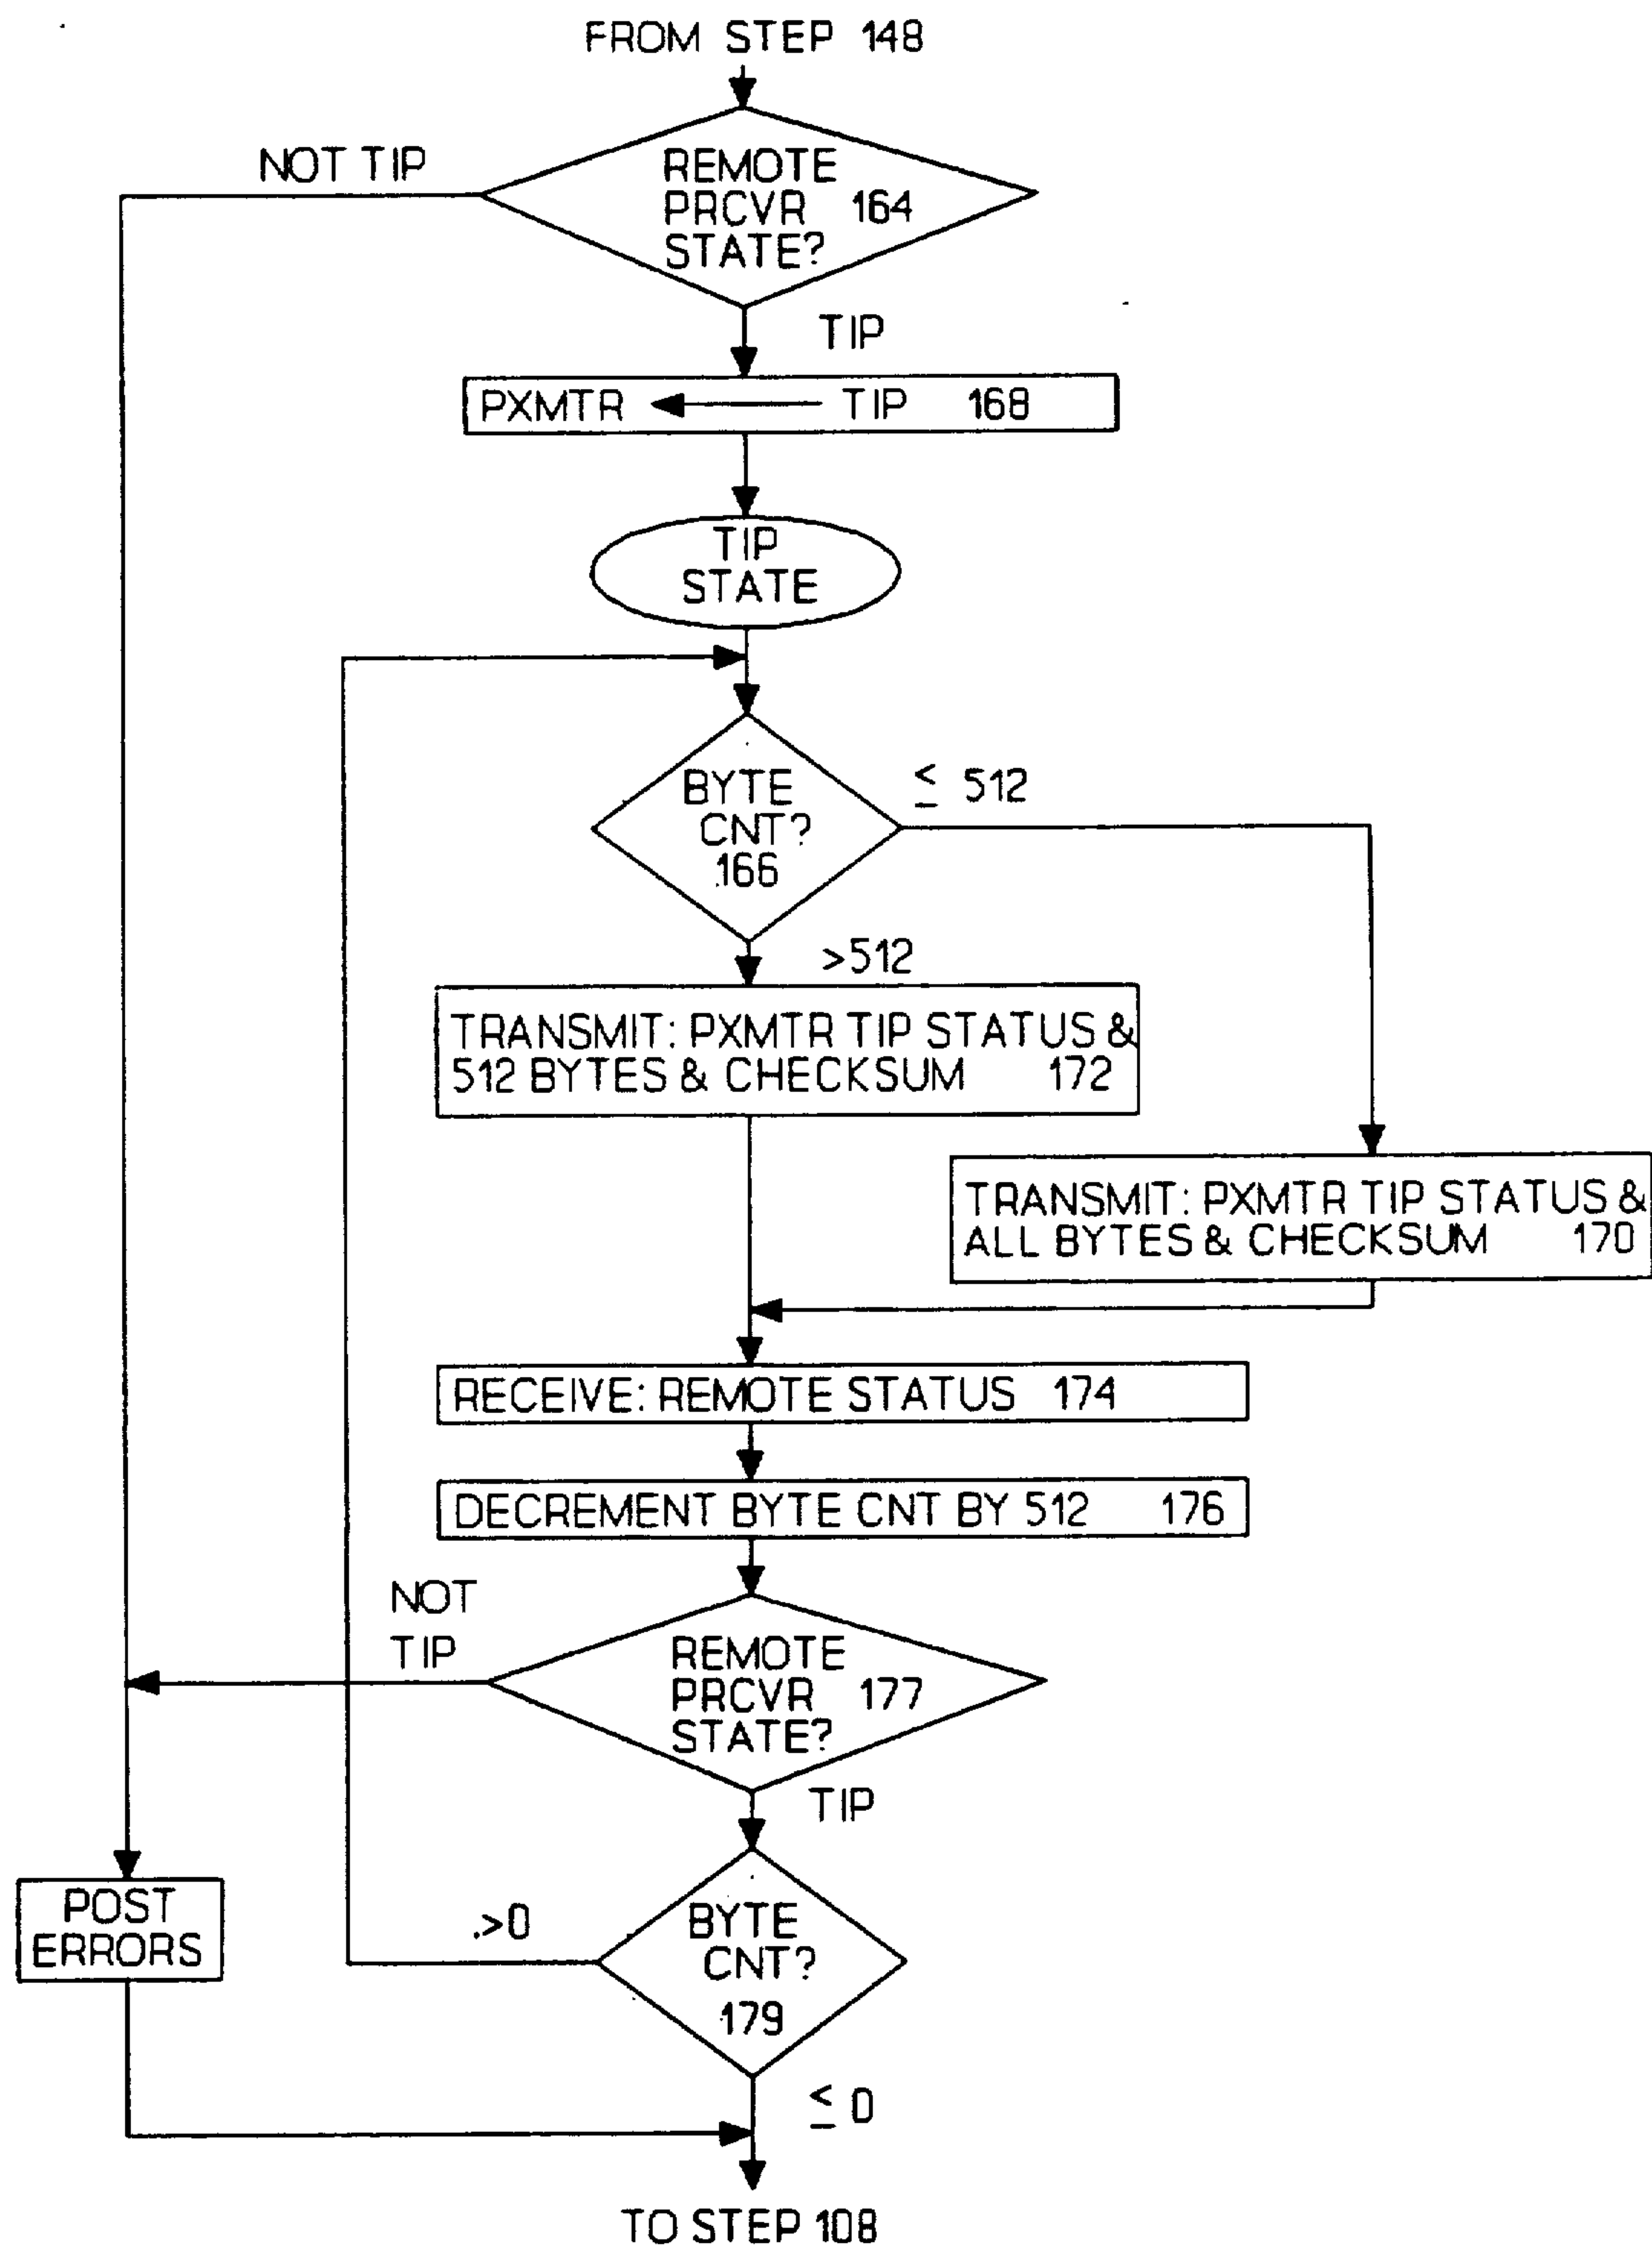 FROM STEP 148
NOT TIP
REMOTE
PRCVR 164
STATE?
TIP
PXMTR TIP 168
TIP
STATE
BYTE
CNT?
166
≤ 512
>512
TRANSMIT: PXMTR TIP STATUS &
512 BYTES & CHECKSUM 172
TRANSMIT: PXMTR TIP STATUS &
ALL BYTES & CHECKSUM 170
RECEIVE: REMOTE STATUS 174
DECREMENT BYTE CNT BY 512 176
NOT
TIP
REMOTE
PRCVR 177
STATE?
TIP
POST
ERRORS
>0
BYTE
CNT?
179
≤ 0
TO STEP 108